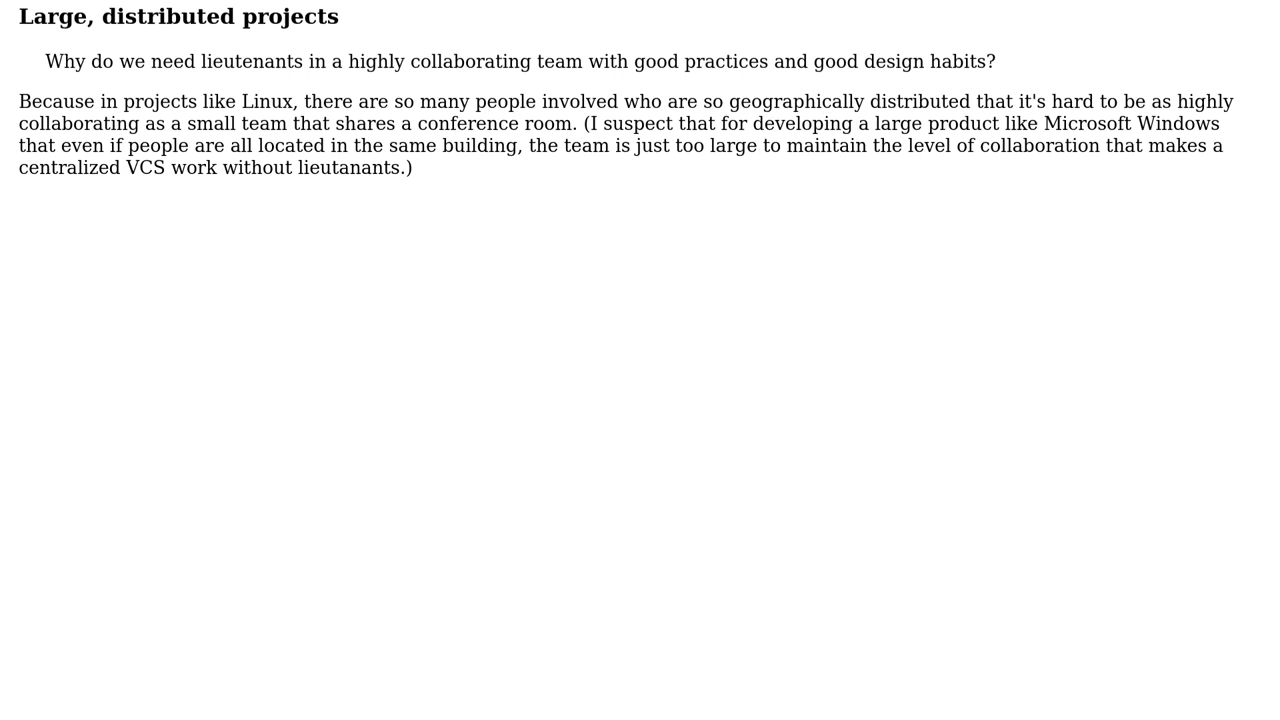 Large, distributed projects
Why do we need lieutenants in a highly collaborating team with good practices and good design habits?
Because in projects like Linux, there are so many people involved who are so geographically distributed that it's hard to be as highly
collaborating as a small team that shares a conference room. (I suspect that for developing a large product like Microsoft Windows
that even if people are all located in the same building, the team is just too large to maintain the level of collaboration that makes a
centralized VCS work without lieutanants.)